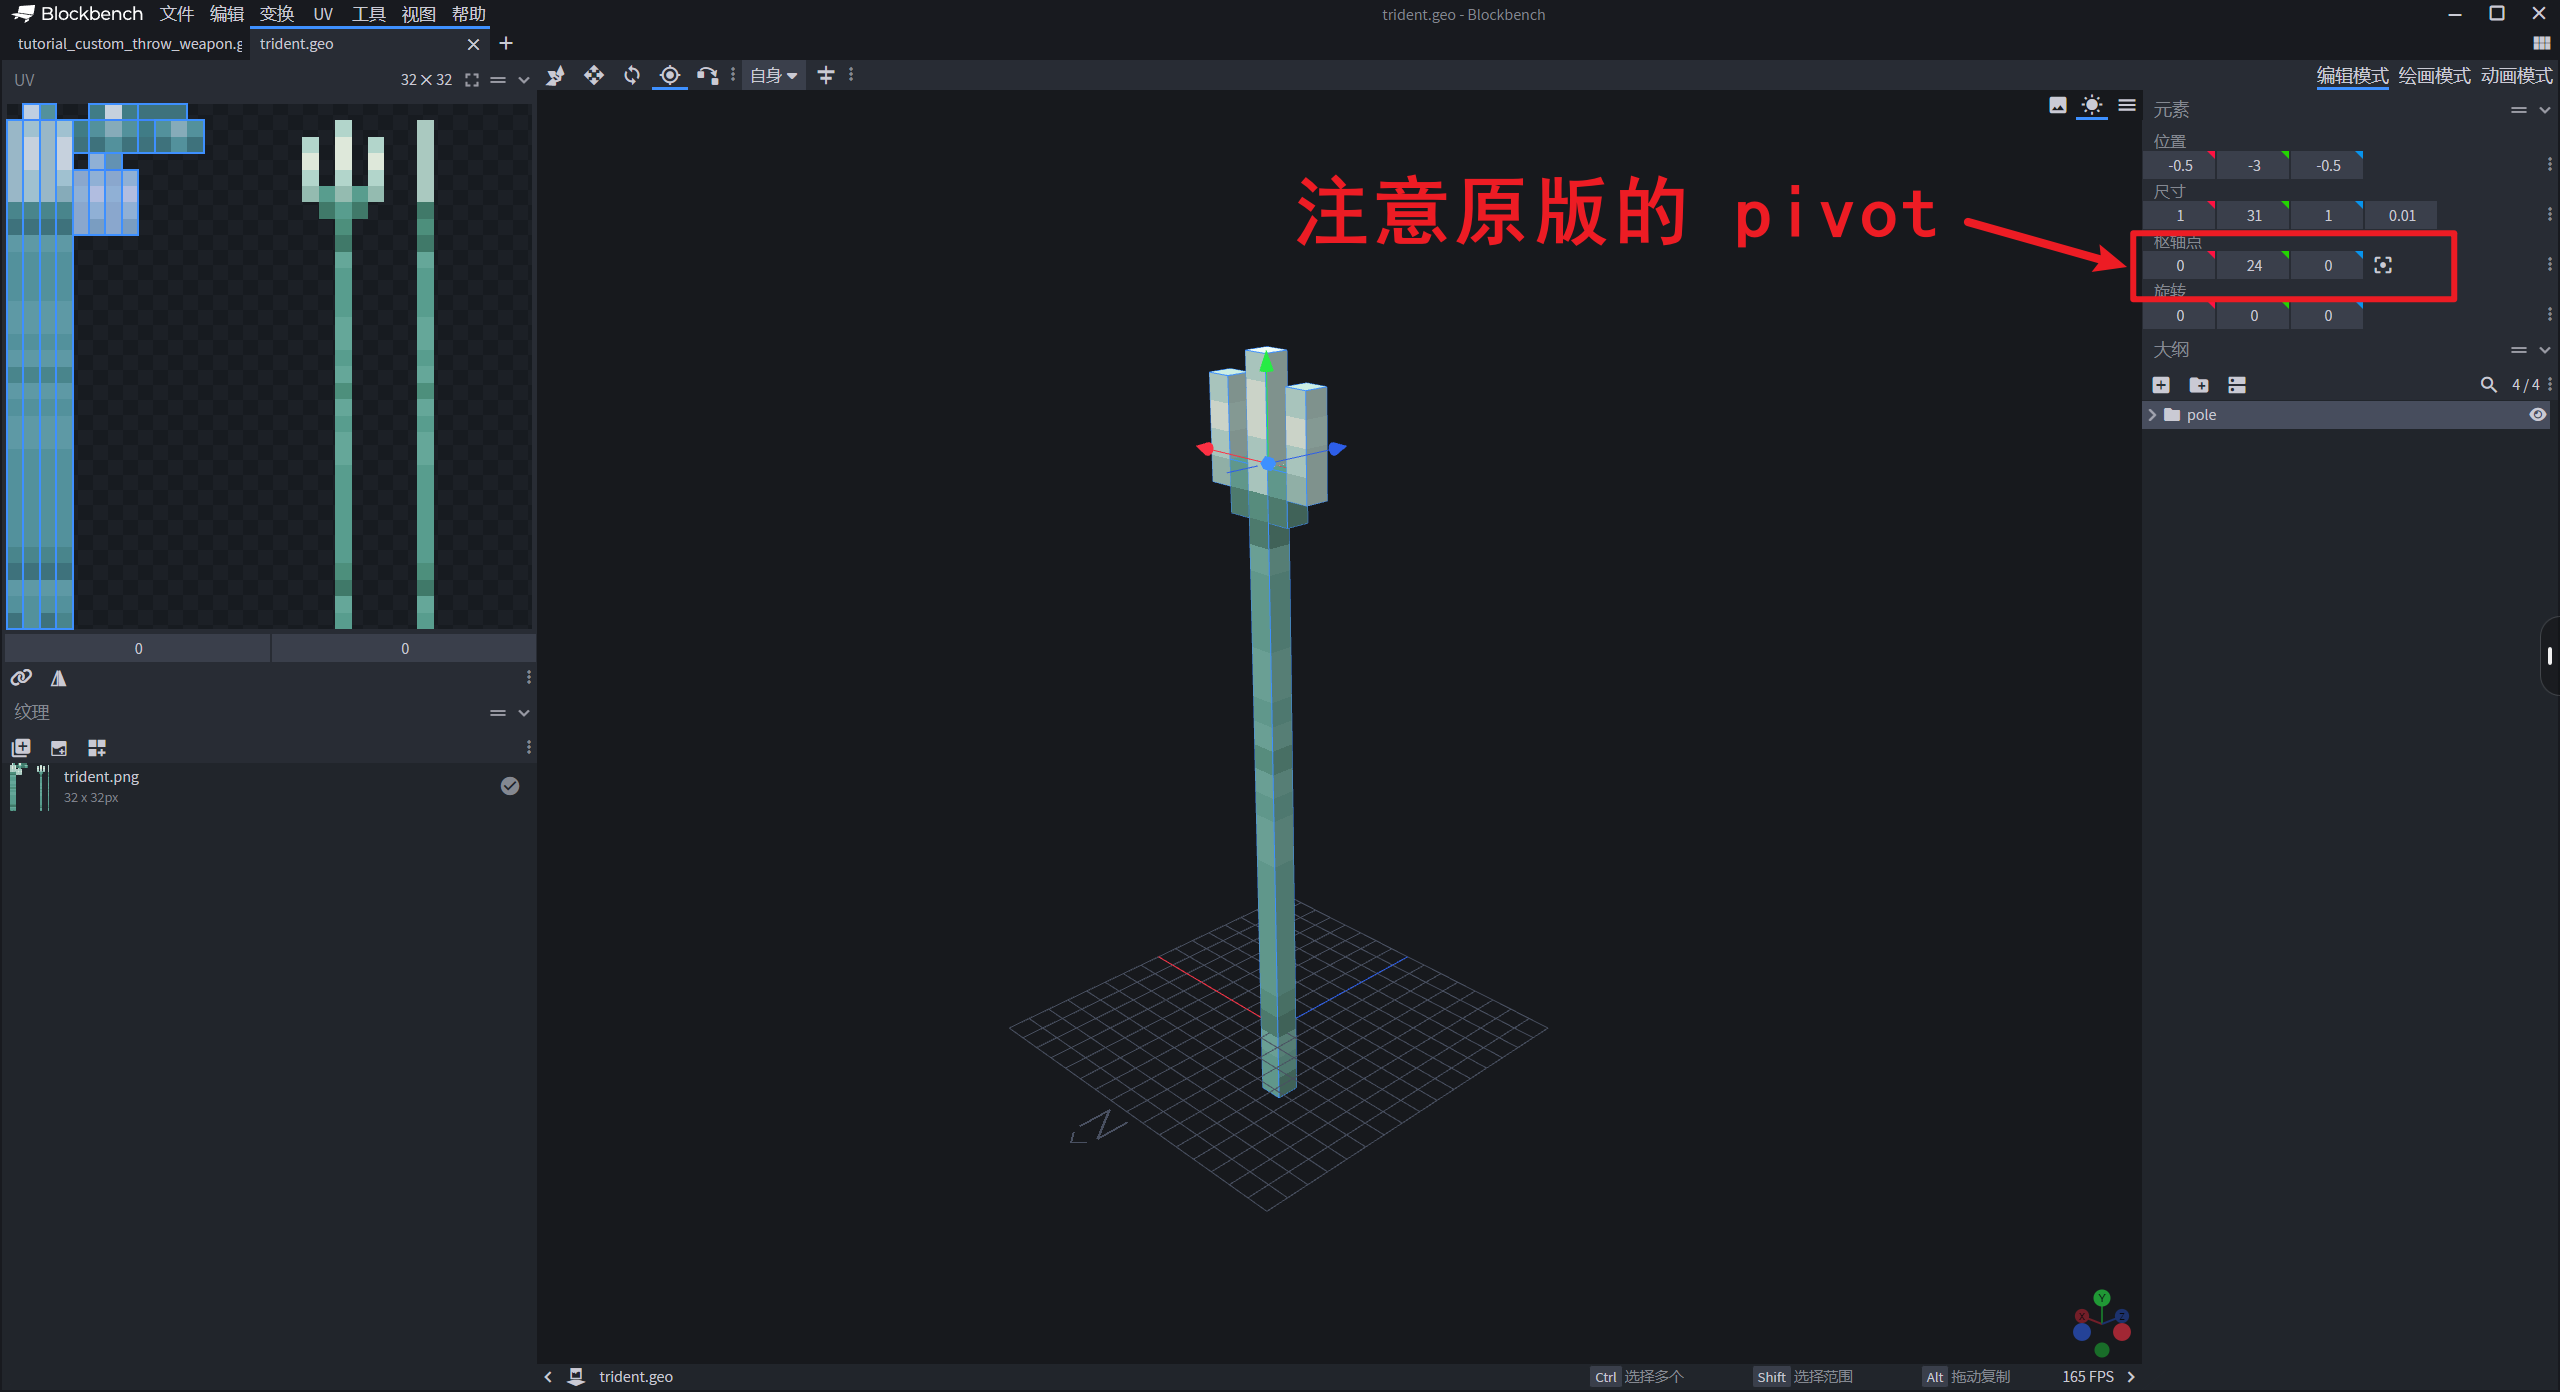 Blockbench 文件 编辑 变换 UV 工具 视图 帮助
trident.geo - Blockbench
tutorial_custom_throw_weapon.g
trident.geo
UV
32×32
自身
编辑模式 绘画模式 动画模式
元素
位置
-0.5 -3 -0.5
尺寸
1 31 1 0.01
枢轴点
0 24 0
旋转
0 0 0
注意原版的 pivot
大纲
4 / 4
pole
0 0
纹理
trident.png
32 x 32px
N
Y
X
Z
trident.geo
Ctrl 选择多个
Shift 选择范围
Alt 拖动复制
165 FPS